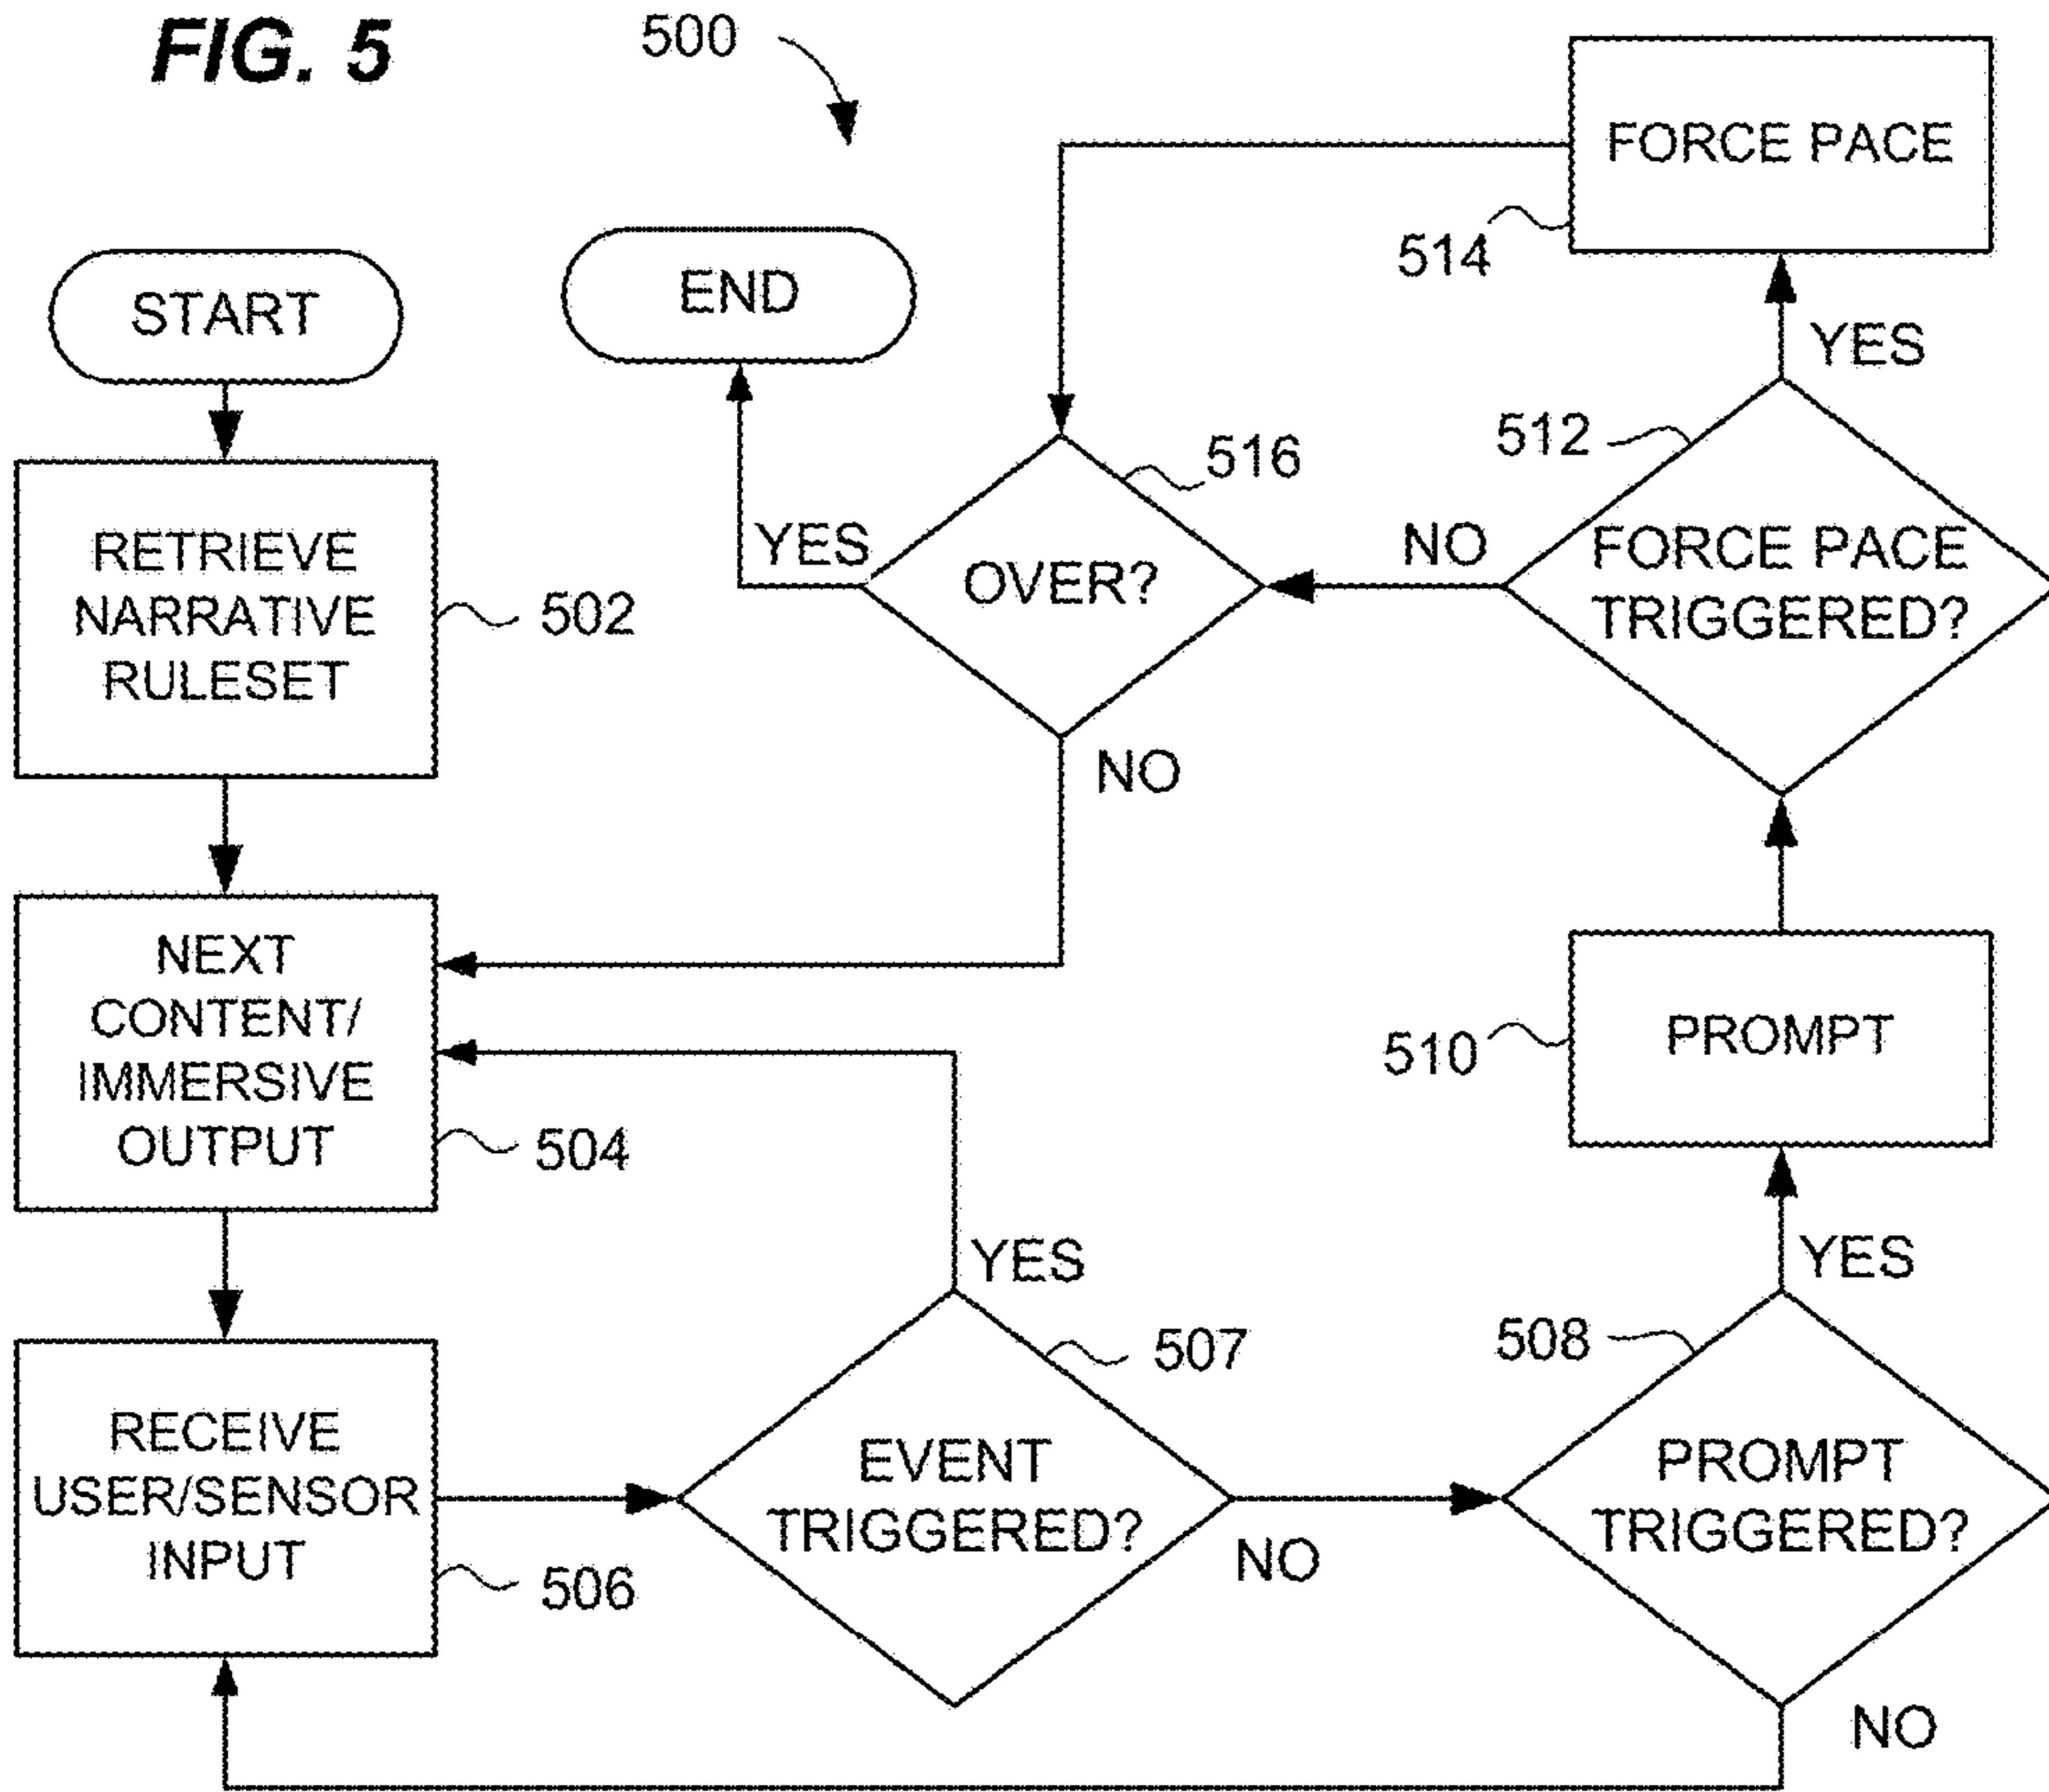 FIG. 5
500
FORCE PACE
514
START
END
YES
512
516
RETRIEVE
NARRATIVE
RULESET
502
YES
OVER?
NO
FORCE PACE
TRIGGERED?
NO
NEXT
CONTENT/
IMMERSIVE
OUTPUT
504
510
PROMPT
YES
YES
507
508
RECEIVE
USER/SENSOR
INPUT
506
EVENT
TRIGGERED?
NO
PROMPT
TRIGGERED?
NO